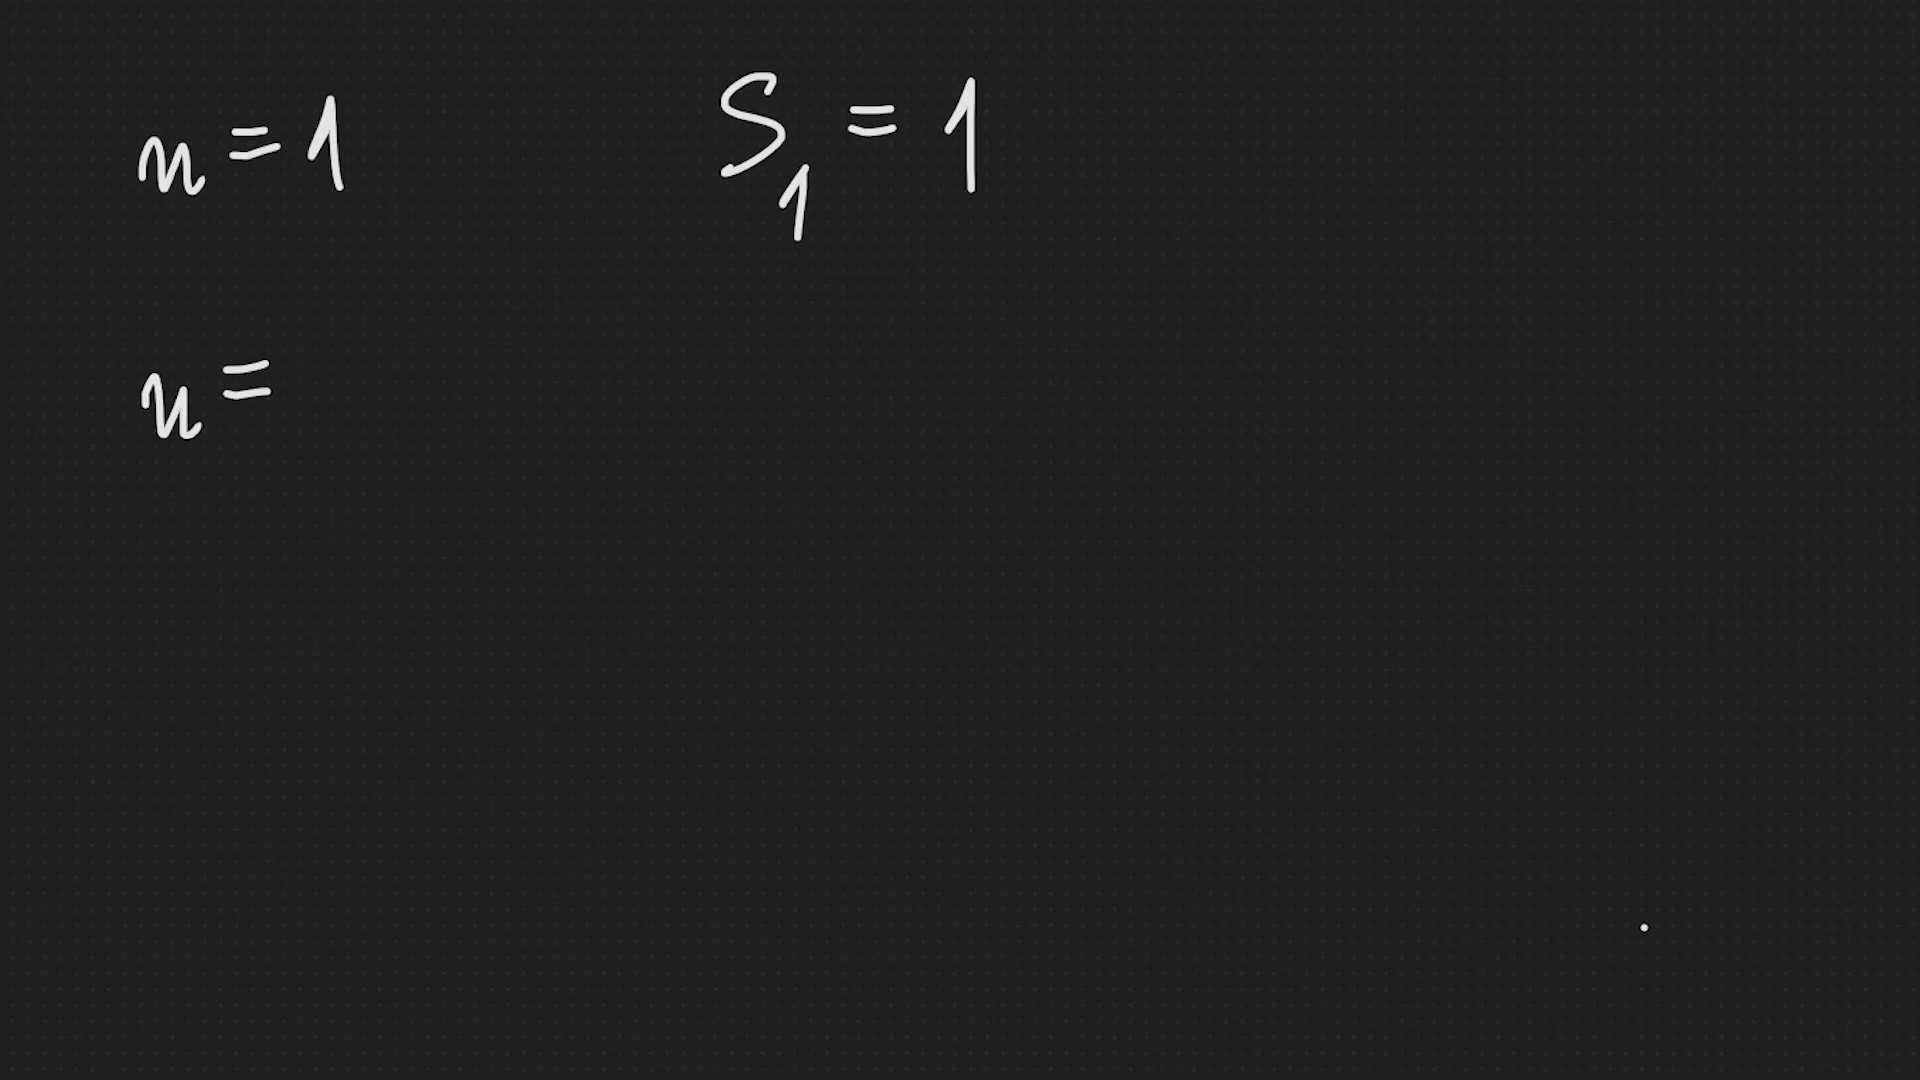 n = 1 S₁ = 1
n =